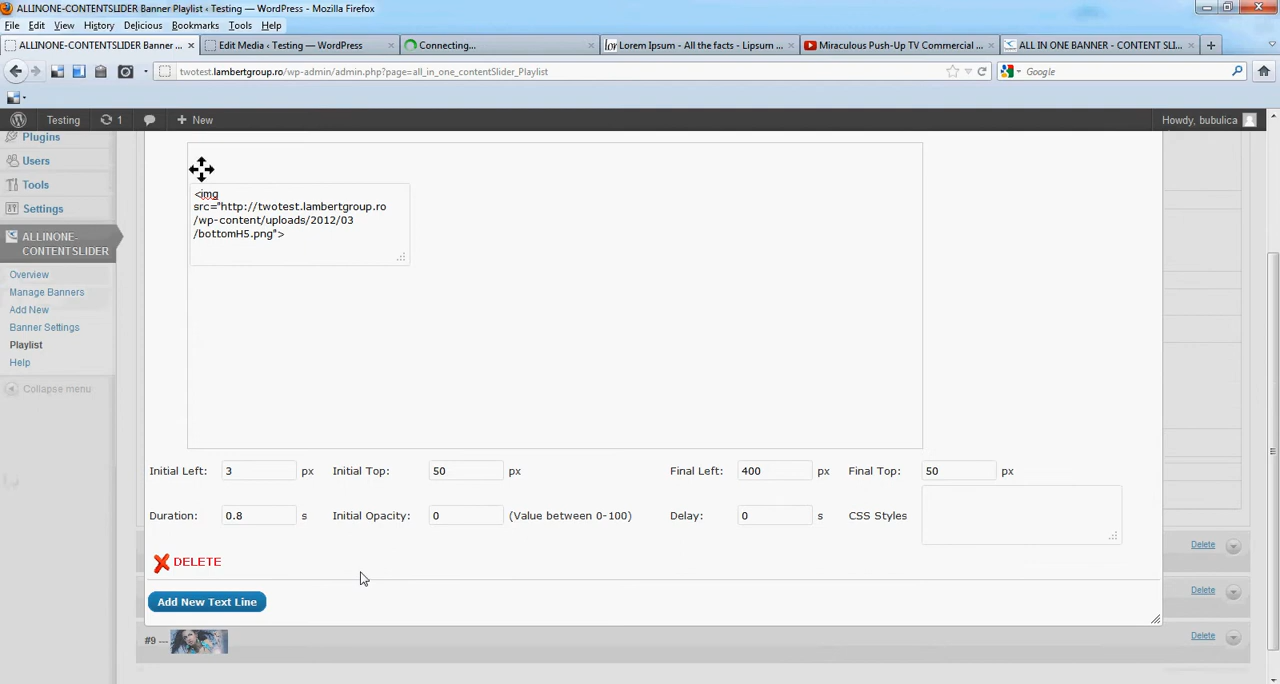 ALLINONE-CONTENTSLIDER Banner Playlist ‹ Testing — WordPress - Mozilla Firefox
File Edit View History Delicious Bookmarks Tools Help
ALLINONE-CONTENTSLIDER Banner ... × Edit Media ‹ Testing — WordPress × Connecting... × Lorem Ipsum - All the facts - Lipsum ... × Miraculous Push-Up TV Commercial ... × ALL IN ONE BANNER - CONTENT SLI... × +
twotest.lambertgroup.ro/wp-admin/admin.php?page=all_in_one_contentSlider_Playlist Google
Testing 1 + New Howdy, bubulica
Plugins
Users
Tools
Settings
ALLINONE-
CONTENTSLIDER
Overview
Manage Banners
Add New
Banner Settings
Playlist
Help
Collapse menu
<img
src="http://twotest.lambertgroup.ro
/wp-content/uploads/2012/03
/bottomH5.png">
Initial Left: 3 px Initial Top: 50 px Final Left: 400 px Final Top: 50 px
Duration: 0.8 s Initial Opacity: 0 (Value between 0-100) Delay: 0 s CSS Styles
DELETE
Add New Text Line
Delete
Delete
#9 --- Delete